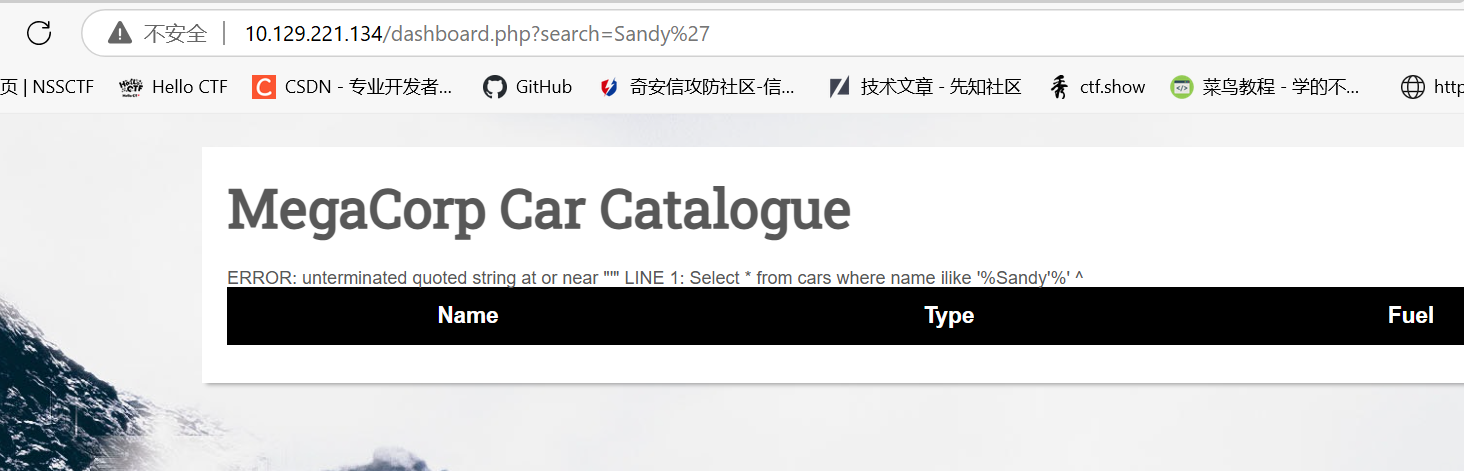 不安全 | 10.129.221.134/dashboard.php?search=Sandy%27
页 | NSSCTF Hello CTF CSDN - 专业开发者... GitHub 奇安信攻防社区-信... 技术文章 - 先知社区 ctf.show 菜鸟教程 - 学的不... http
MegaCorp Car Catalogue
ERROR: unterminated quoted string at or near "'" LINE 1: Select * from cars where name ilike '%Sandy'%' ^
Name Type Fuel